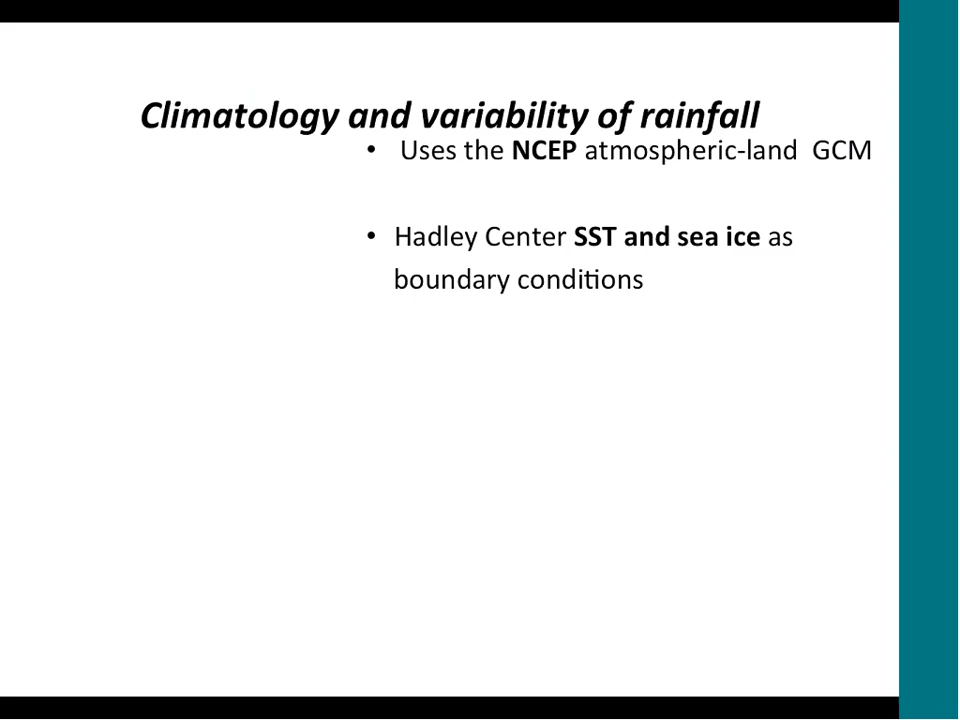 Climatology and variability of rainfall
• Uses the NCEP atmospheric-land GCM
• Hadley Center SST and sea ice as
boundary conditions